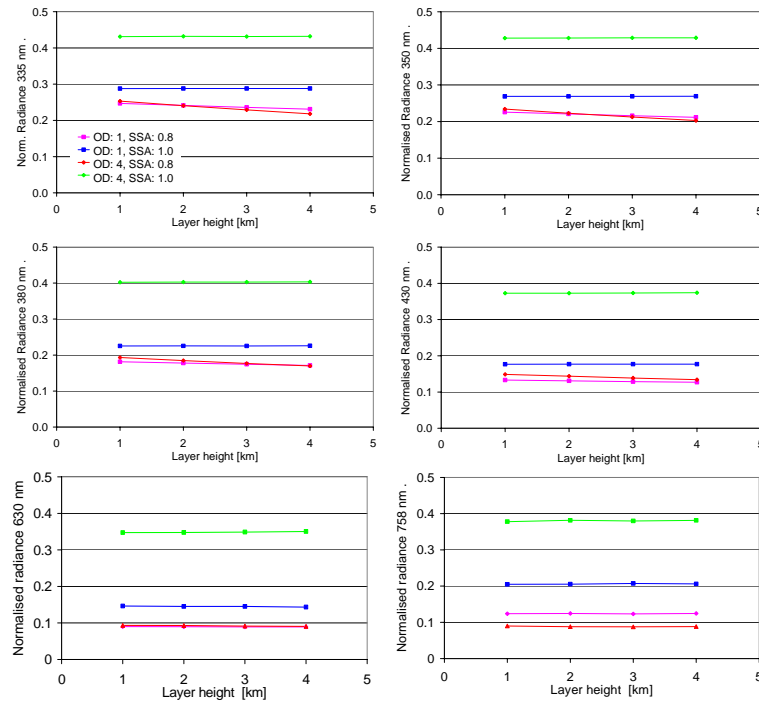 Norm. Radiance 335 nm .
0.5
0.4
0.3
0.2
0.1
0.0
OD: 1, SSA: 0.8
OD: 1, SSA: 1.0
OD: 4, SSA: 0.8
OD: 4, SSA: 1.0
0 1 2 3 4 5
Layer height [km]
Normalised Radiance 350 nm .
0.5
0.4
0.3
0.2
0.1
0.0
0 1 2 3 4 5
Layer height [km]
Normalised Radiance 380 nm .
0.5
0.4
0.3
0.2
0.1
0.0
0 1 2 3 4 5
Layer height [km]
Normalised Radiance 430 nm .
0.5
0.4
0.3
0.2
0.1
0.0
0 1 2 3 4 5
Layer height [km]
Normalised radiance 630 nm
0.5
0.4
0.3
0.2
0.1
0
0 1 2 3 4 5
Layer height [km]
Normalised radiance 758 nm .
0.5
0.4
0.3
0.2
0.1
0
0 1 2 3 4 5
Layer height [km]